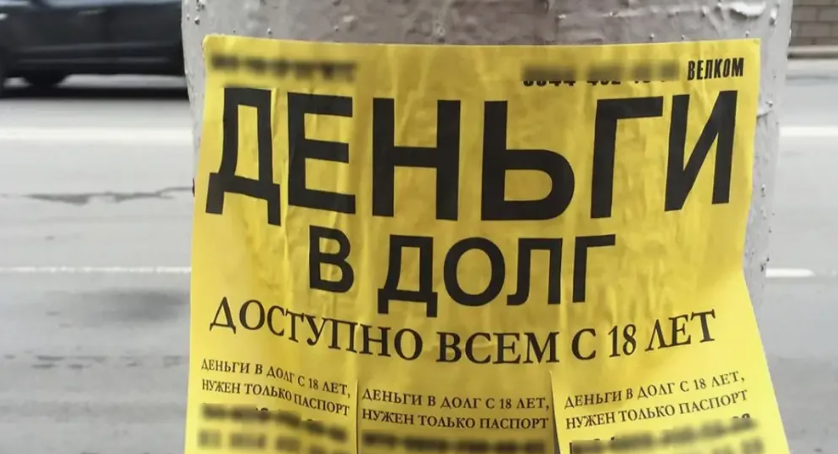 ВЕЛКОМ
ДЕНЬГИ
В ДОЛГ
ДОСТУПНО ВСЕМ С 18 ЛЕТ
ДЕНЬГИ В ДОЛГ С 18 ЛЕТ,
НУЖЕН ТОЛЬКО ПАСПОРТ
ДЕНЬГИ В ДОЛГ С 18 ЛЕТ,
НУЖЕН ТОЛЬКО ПАСПОРТ
ДЕНЬГИ В ДОЛГ С 18 ЛЕТ,
НУЖЕН ТОЛЬКО ПАСПОРТ